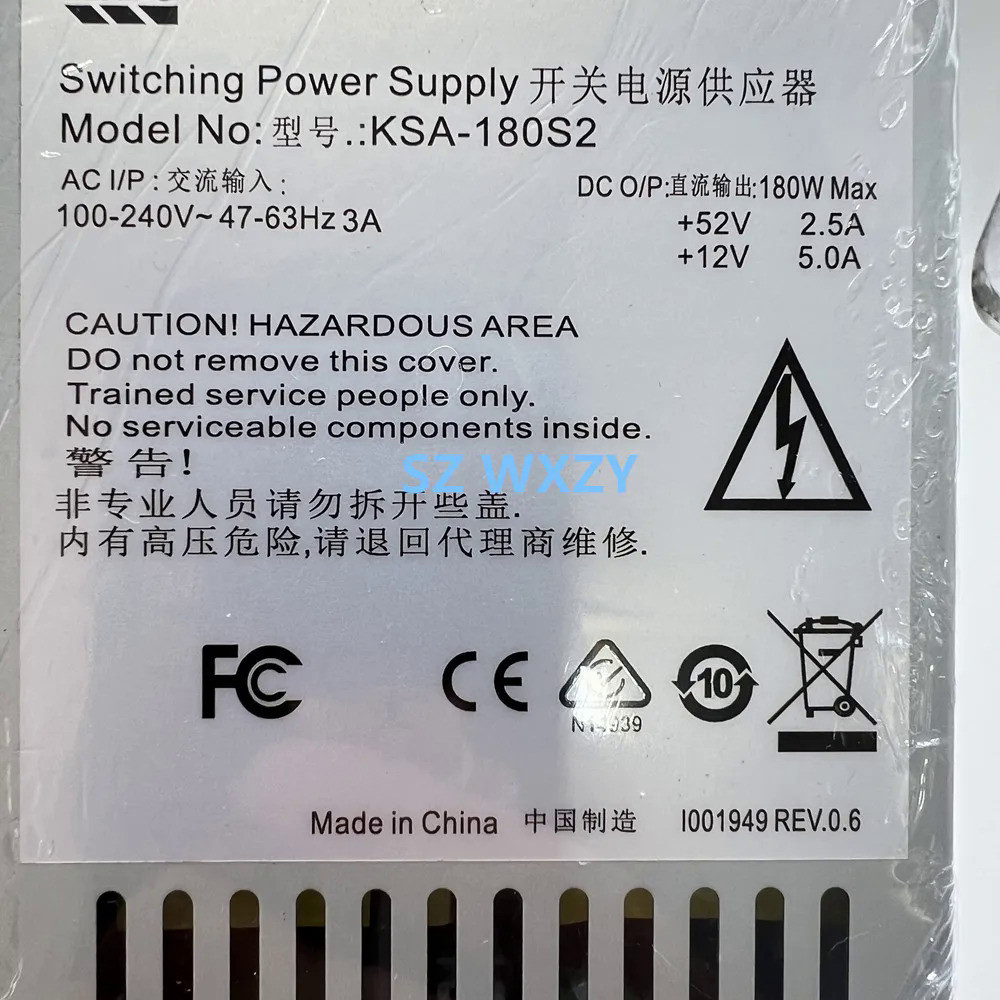 Switching Power Supply 开关电源供应器
Model No: 型号.:KSA-180S2
AC I/P : 交流输入 :
100-240V~ 47-63Hz 3A
DC O/P:直流输出:180W Max
+52V 2.5A
+12V 5.0A
CAUTION! HAZARDOUS AREA
DO not remove this cover.
Trained service people only.
No serviceable components inside.
警 告!
SZ WXZY
非专业人员请勿拆开些盖.
内有高压危险,请退回代理商维修.
FC
CE
10
Made in China 中国制造 I001949 REV.0.6